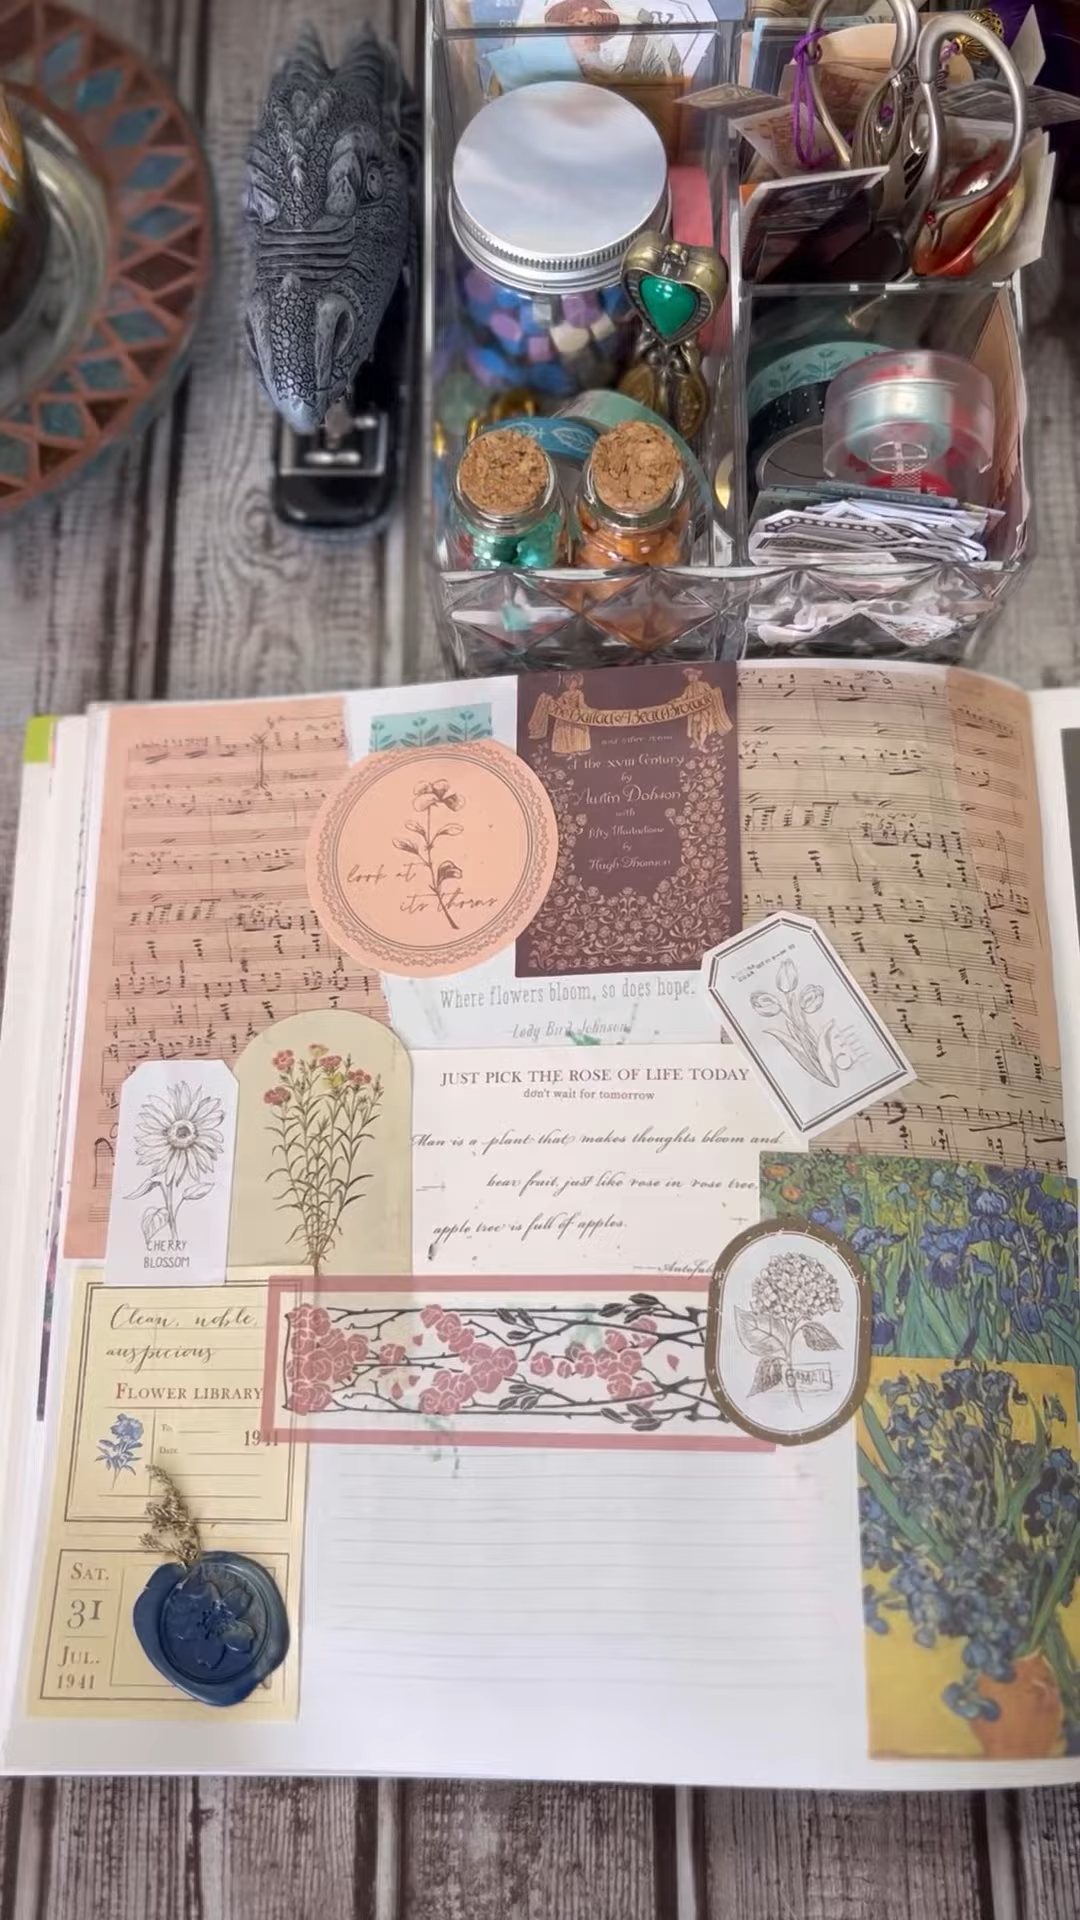 The Ballad of Beau Brocade
and other poems
of the XVIII Century
by
Austin Dobson
with
Fifty Illustrations
by
Hugh Thomson
look at
its thorns
Where flowers bloom, so does hope.
Lady Bird Johnson
JUST PICK THE ROSE OF LIFE TODAY
don't wait for tomorrow
Man is a plant that makes thoughts bloom and
bear fruit, just like rose in rose tree,
apple tree is full of apples.
CHERRY
BLOSSOM
Clean, noble,
auspicious
FLOWER LIBRARY
To:
Date:
1941
SAT.
31
JUL.
1941